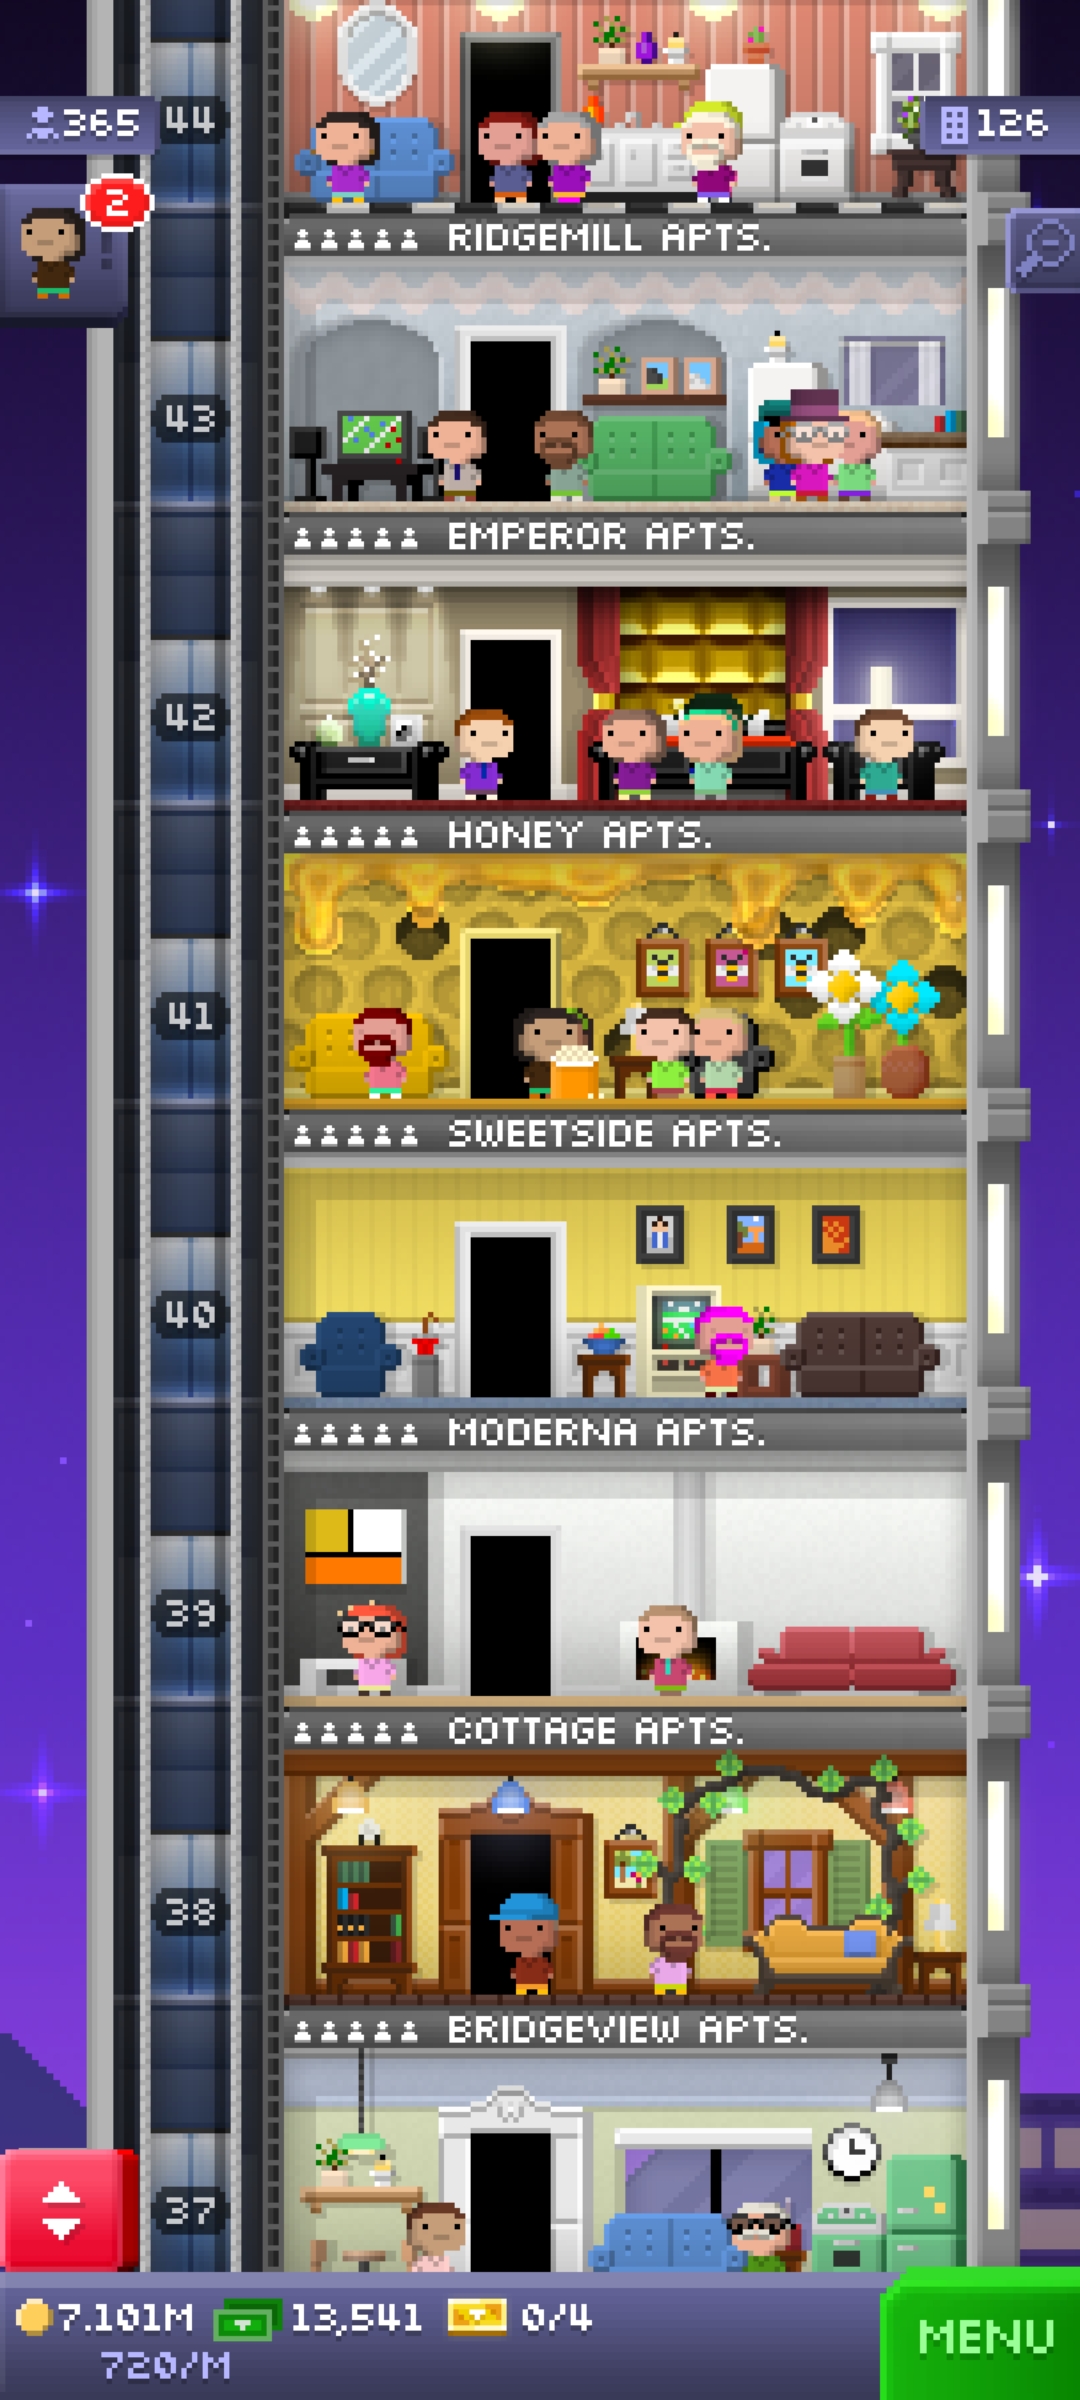 365
44
126
2
RIDGEMILL APTS.
43
EMPEROR APTS.
42
HONEY APTS.
41
SWEETSIDE APTS.
40
MODERNA APTS.
39
COTTAGE APTS.
38
BRIDGEVIEW APTS.
37
7.101M 13,541 0/4
720/M
MENU